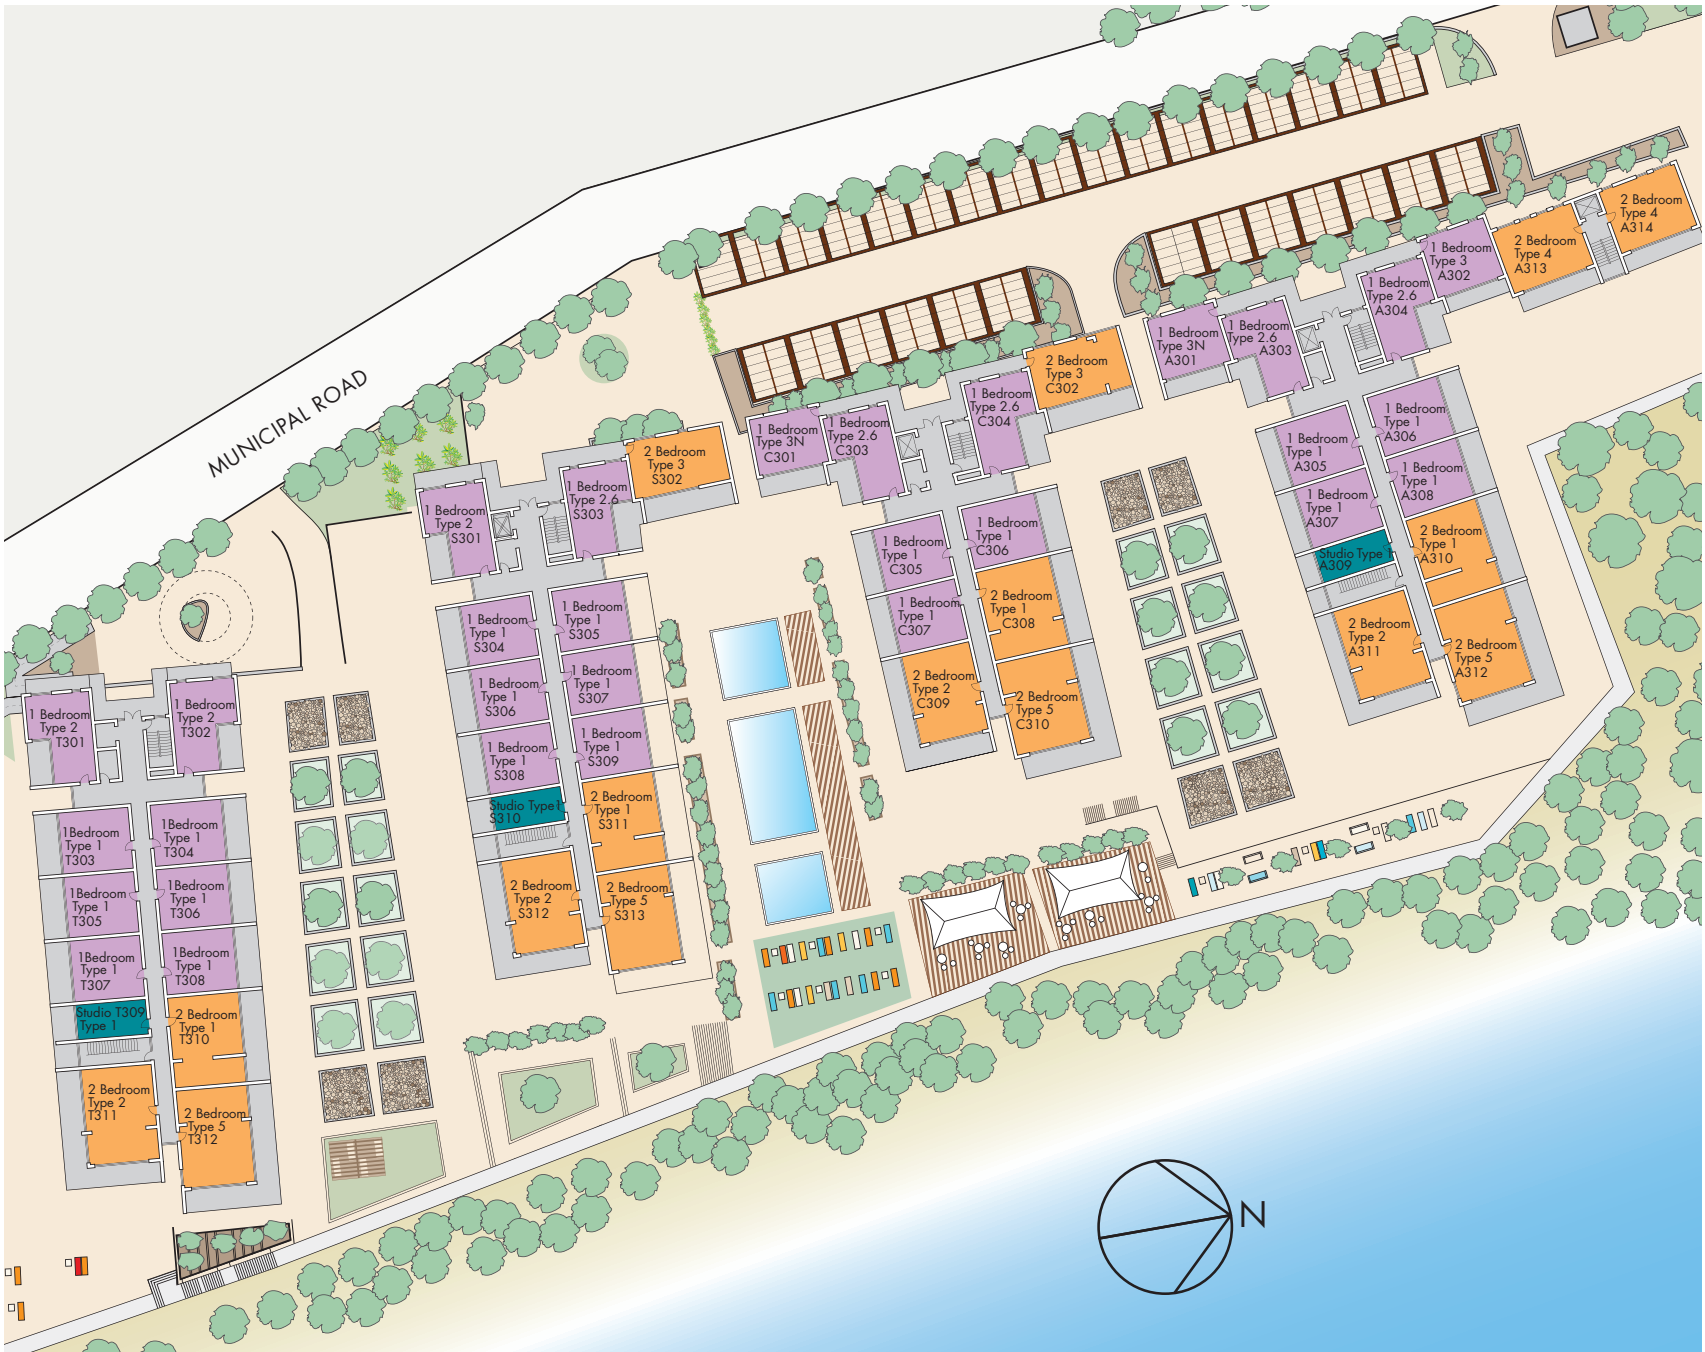 MUNICIPAL ROAD
1 Bedroom
Type 2
T301
1 Bedroom
Type 2
T302
1Bedroom
Type 1
T303
1Bedroom
Type 1
T304
1Bedroom
Type 1
T305
1Bedroom
Type 1
T306
1Bedroom
Type 1
T307
1Bedroom
Type 1
T308
Studio T309
Type 1
2 Bedroom
Type 1
T310
2 Bedroom
Type 2
T311
2 Bedroom
Type 5
T312
1 Bedroom
Type 2
S301
2 Bedroom
Type 3
S302
1 Bedroom
Type 2.6
S303
1 Bedroom
Type 1
S304
1 Bedroom
Type 1
S305
1 Bedroom
Type 1
S306
1 Bedroom
Type 1
S307
1 Bedroom
Type 1
S308
1 Bedroom
Type 1
S309
Studio Type1
S310
2 Bedroom
Type 1
S311
2 Bedroom
Type 2
S312
2 Bedroom
Type 5
S313
1 Bedroom
Type 3N
C301
2 Bedroom
Type 3
C302
1 Bedroom
Type 2.6
C303
1 Bedroom
Type 2.6
C304
1 Bedroom
Type 1
C305
1 Bedroom
Type 1
C306
1 Bedroom
Type 1
C307
2 Bedroom
Type 1
C308
2 Bedroom
Type 2
C309
2 Bedroom
Type 5
C310
1 Bedroom
Type 3N
A301
1 Bedroom
Type 3
A302
1 Bedroom
Type 2.6
A303
1 Bedroom
Type 2.6
A304
1 Bedroom
Type 1
A305
1 Bedroom
Type 1
A306
1 Bedroom
Type 1
A307
1 Bedroom
Type 1
A308
Studio Type 1
A309
2 Bedroom
Type 1
A310
2 Bedroom
Type 2
A311
2 Bedroom
Type 5
A312
2 Bedroom
Type 4
A313
2 Bedroom
Type 4
A314
N